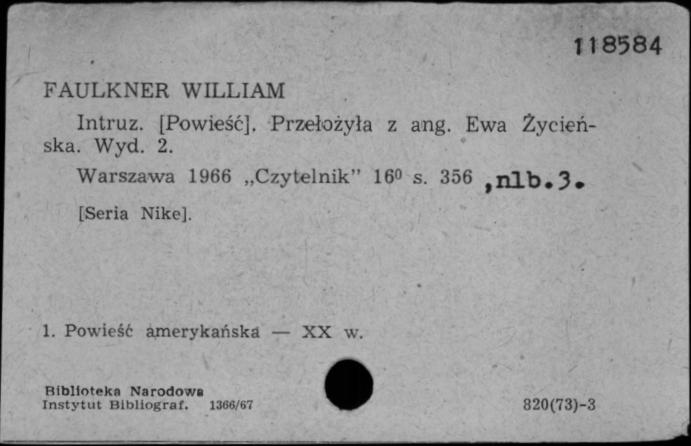 118584
FAULKNER WILLIAM
Intruz. [Powieść]. Przełożyła z ang. Ewa Życień-
ska. Wyd. 2.
Warszawa 1966 „Czytelnik” 16⁰ s. 356 ,nlb.3.
[Seria Nike].
1. Powieść amerykańska — XX w.
Biblioteka Narodowa
Instytut Bibliograf. 1366/67
820(73)-3